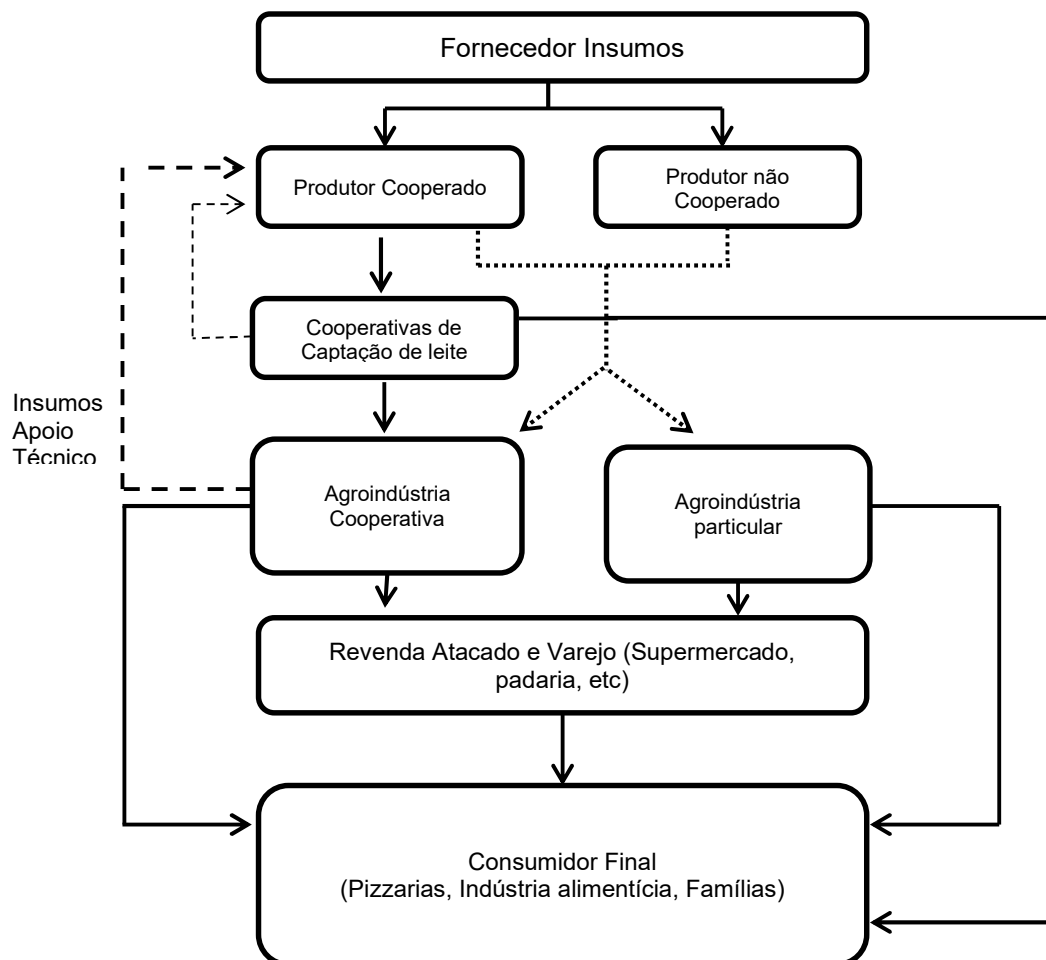 Fornecedor Insumos
Produtor Cooperado
Produtor não
Cooperado
Cooperativas de
Captação de leite
Insumos
Apoio
Técnico
Agroindústria
Cooperativa
Agroindústria
particular
Revenda Atacado e Varejo (Supermercado,
padaria, etc)
Consumidor Final
(Pizzarias, Indústria alimentícia, Famílias)